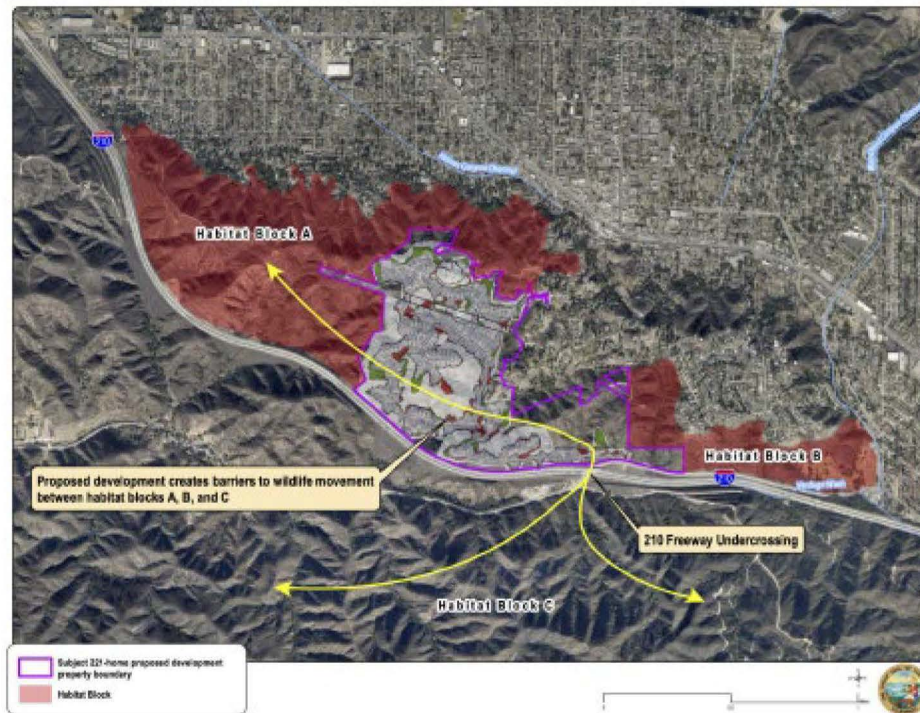 210
Habitat Block A
Proposed development creates barriers to wildlife movement
between habitat blocks A, B, and C
Habitat Block B
210
210 Freeway Undercrossing
Habitat Block C
Subject 221-home proposed development
property boundary
Habitat Block